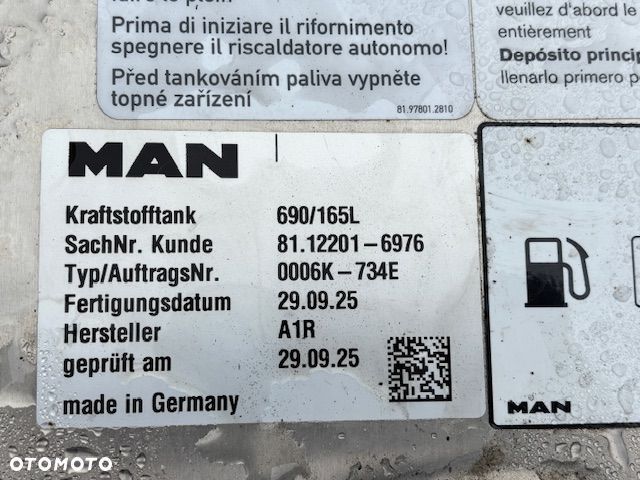 Prima di iniziare il rifornimento
spegnere il riscaldatore autonomo!
Před tankováním paliva vypněte
topné zařízení
81.97801.2810
veuillez d'abord le
entièrement
Depósito princip
llenarlo primero p
MAN
Kraftstofftank 690/165L
SachNr. Kunde 81.12201-6976
Typ/AuftragsNr. 0006K-734E
Fertigungsdatum 29.09.25
Hersteller A1R
geprüft am 29.09.25
made in Germany
MAN
OTOMOTO